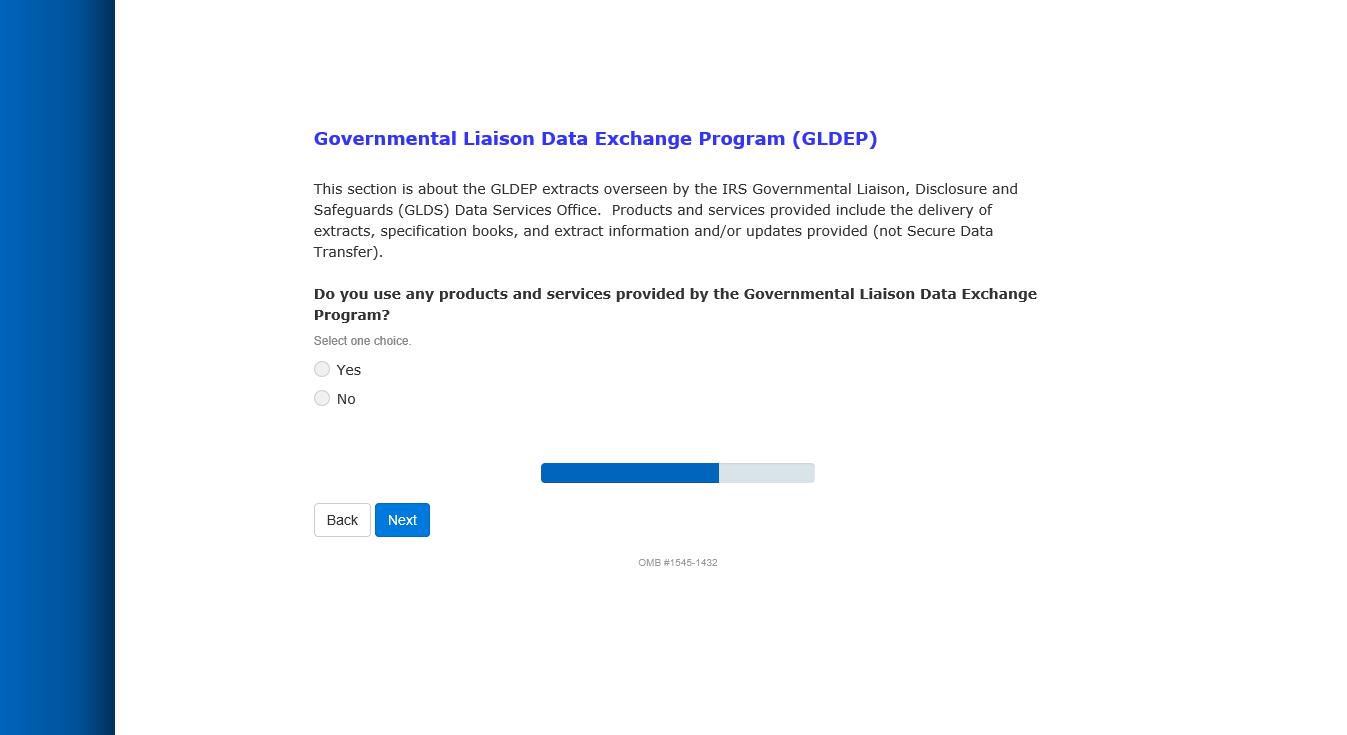 Governmental Liaison Data Exchange Program (GLDEP)
This section is about the GLDEP extracts overseen by the IRS Governmental Liaison, Disclosure and
Safeguards (GLDS) Data Services Office.  Products and services provided include the delivery of
extracts, specification books, and extract information and/or updates provided (not Secure Data
Transfer).
Do you use any products and services provided by the Governmental Liaison Data Exchange
Program?
Select one choice.
Yes
No
Back Next
OMB #1545-1432